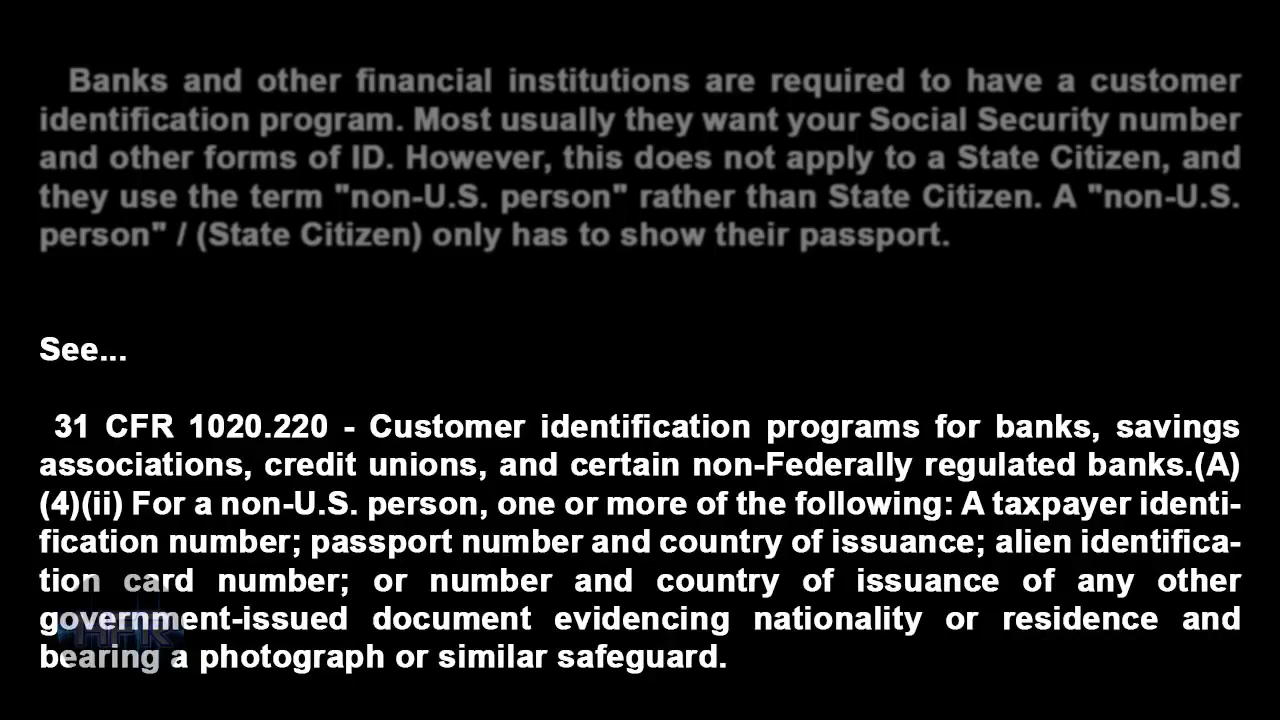 Banks and other financial institutions are required to have a customer
identification program. Most usually they want your Social Security number
and other forms of ID. However, this does not apply to a State Citizen, and
they use the term "non-U.S. person" rather than State Citizen. A "non-U.S.
person" / (State Citizen) only has to show their passport.
See...
31 CFR 1020.220 - Customer identification programs for banks, savings
associations, credit unions, and certain non-Federally regulated banks.(A)
(4)(ii) For a non-U.S. person, one or more of the following: A taxpayer identi-
fication number; passport number and country of issuance; alien identifica-
tion card number; or number and country of issuance of any other
government-issued document evidencing nationality or residence and
bearing a photograph or similar safeguard.